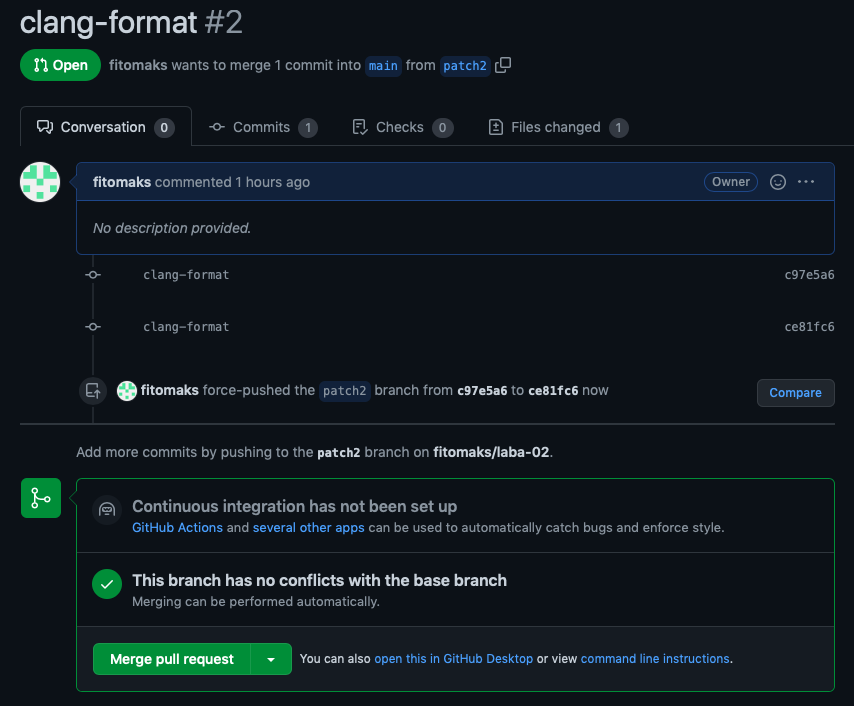 clang-format #2
Open fitomaks wants to merge 1 commit into main from patch2
Conversation 0 Commits 1 Checks 0 Files changed 1
fitomaks commented 1 hours ago Owner
No description provided.
clang-format c97e5a6
clang-format ce81fc6
fitomaks force-pushed the patch2 branch from c97e5a6 to ce81fc6 now Compare
Add more commits by pushing to the patch2 branch on fitomaks/laba-02.
Continuous integration has not been set up
GitHub Actions and several other apps can be used to automatically catch bugs and enforce style.
This branch has no conflicts with the base branch
Merging can be performed automatically.
Merge pull request You can also open this in GitHub Desktop or view command line instructions.